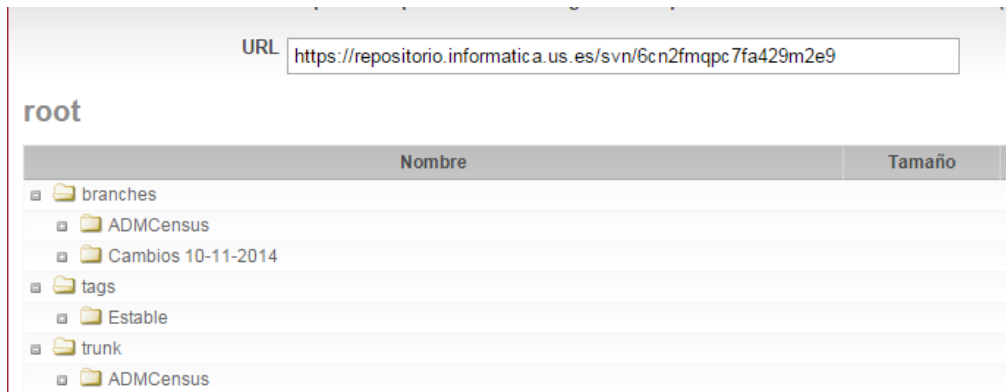 URL https://repositorio.informatica.us.es/svn/6cn2fmqpc7fa429m2e9
root
Nombre Tamaño
branches
ADMCensus
Cambios 10-11-2014
tags
Estable
trunk
ADMCensus